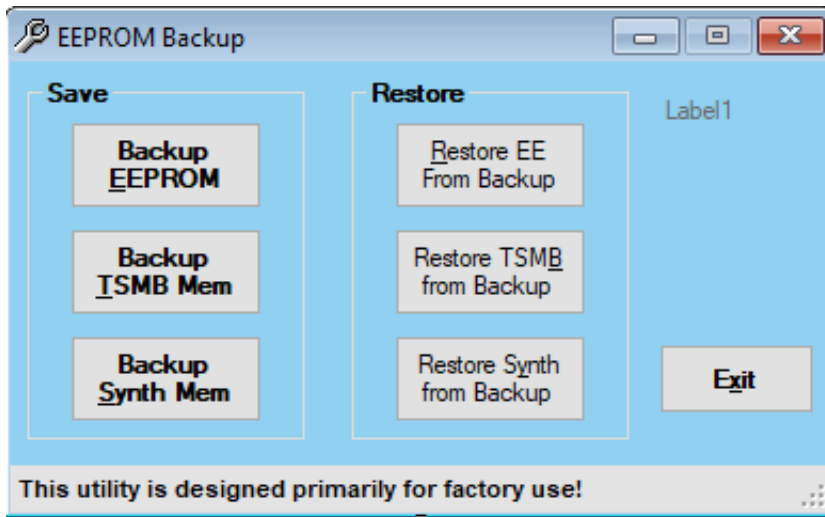 EEPROM Backup
Save
Backup
EEPROM
Backup
TSMB Mem
Backup
Synth Mem
Restore
Restore EE
From Backup
Restore TSMB
from Backup
Restore Synth
from Backup
Label1
Exit
This utility is designed primarily for factory use!